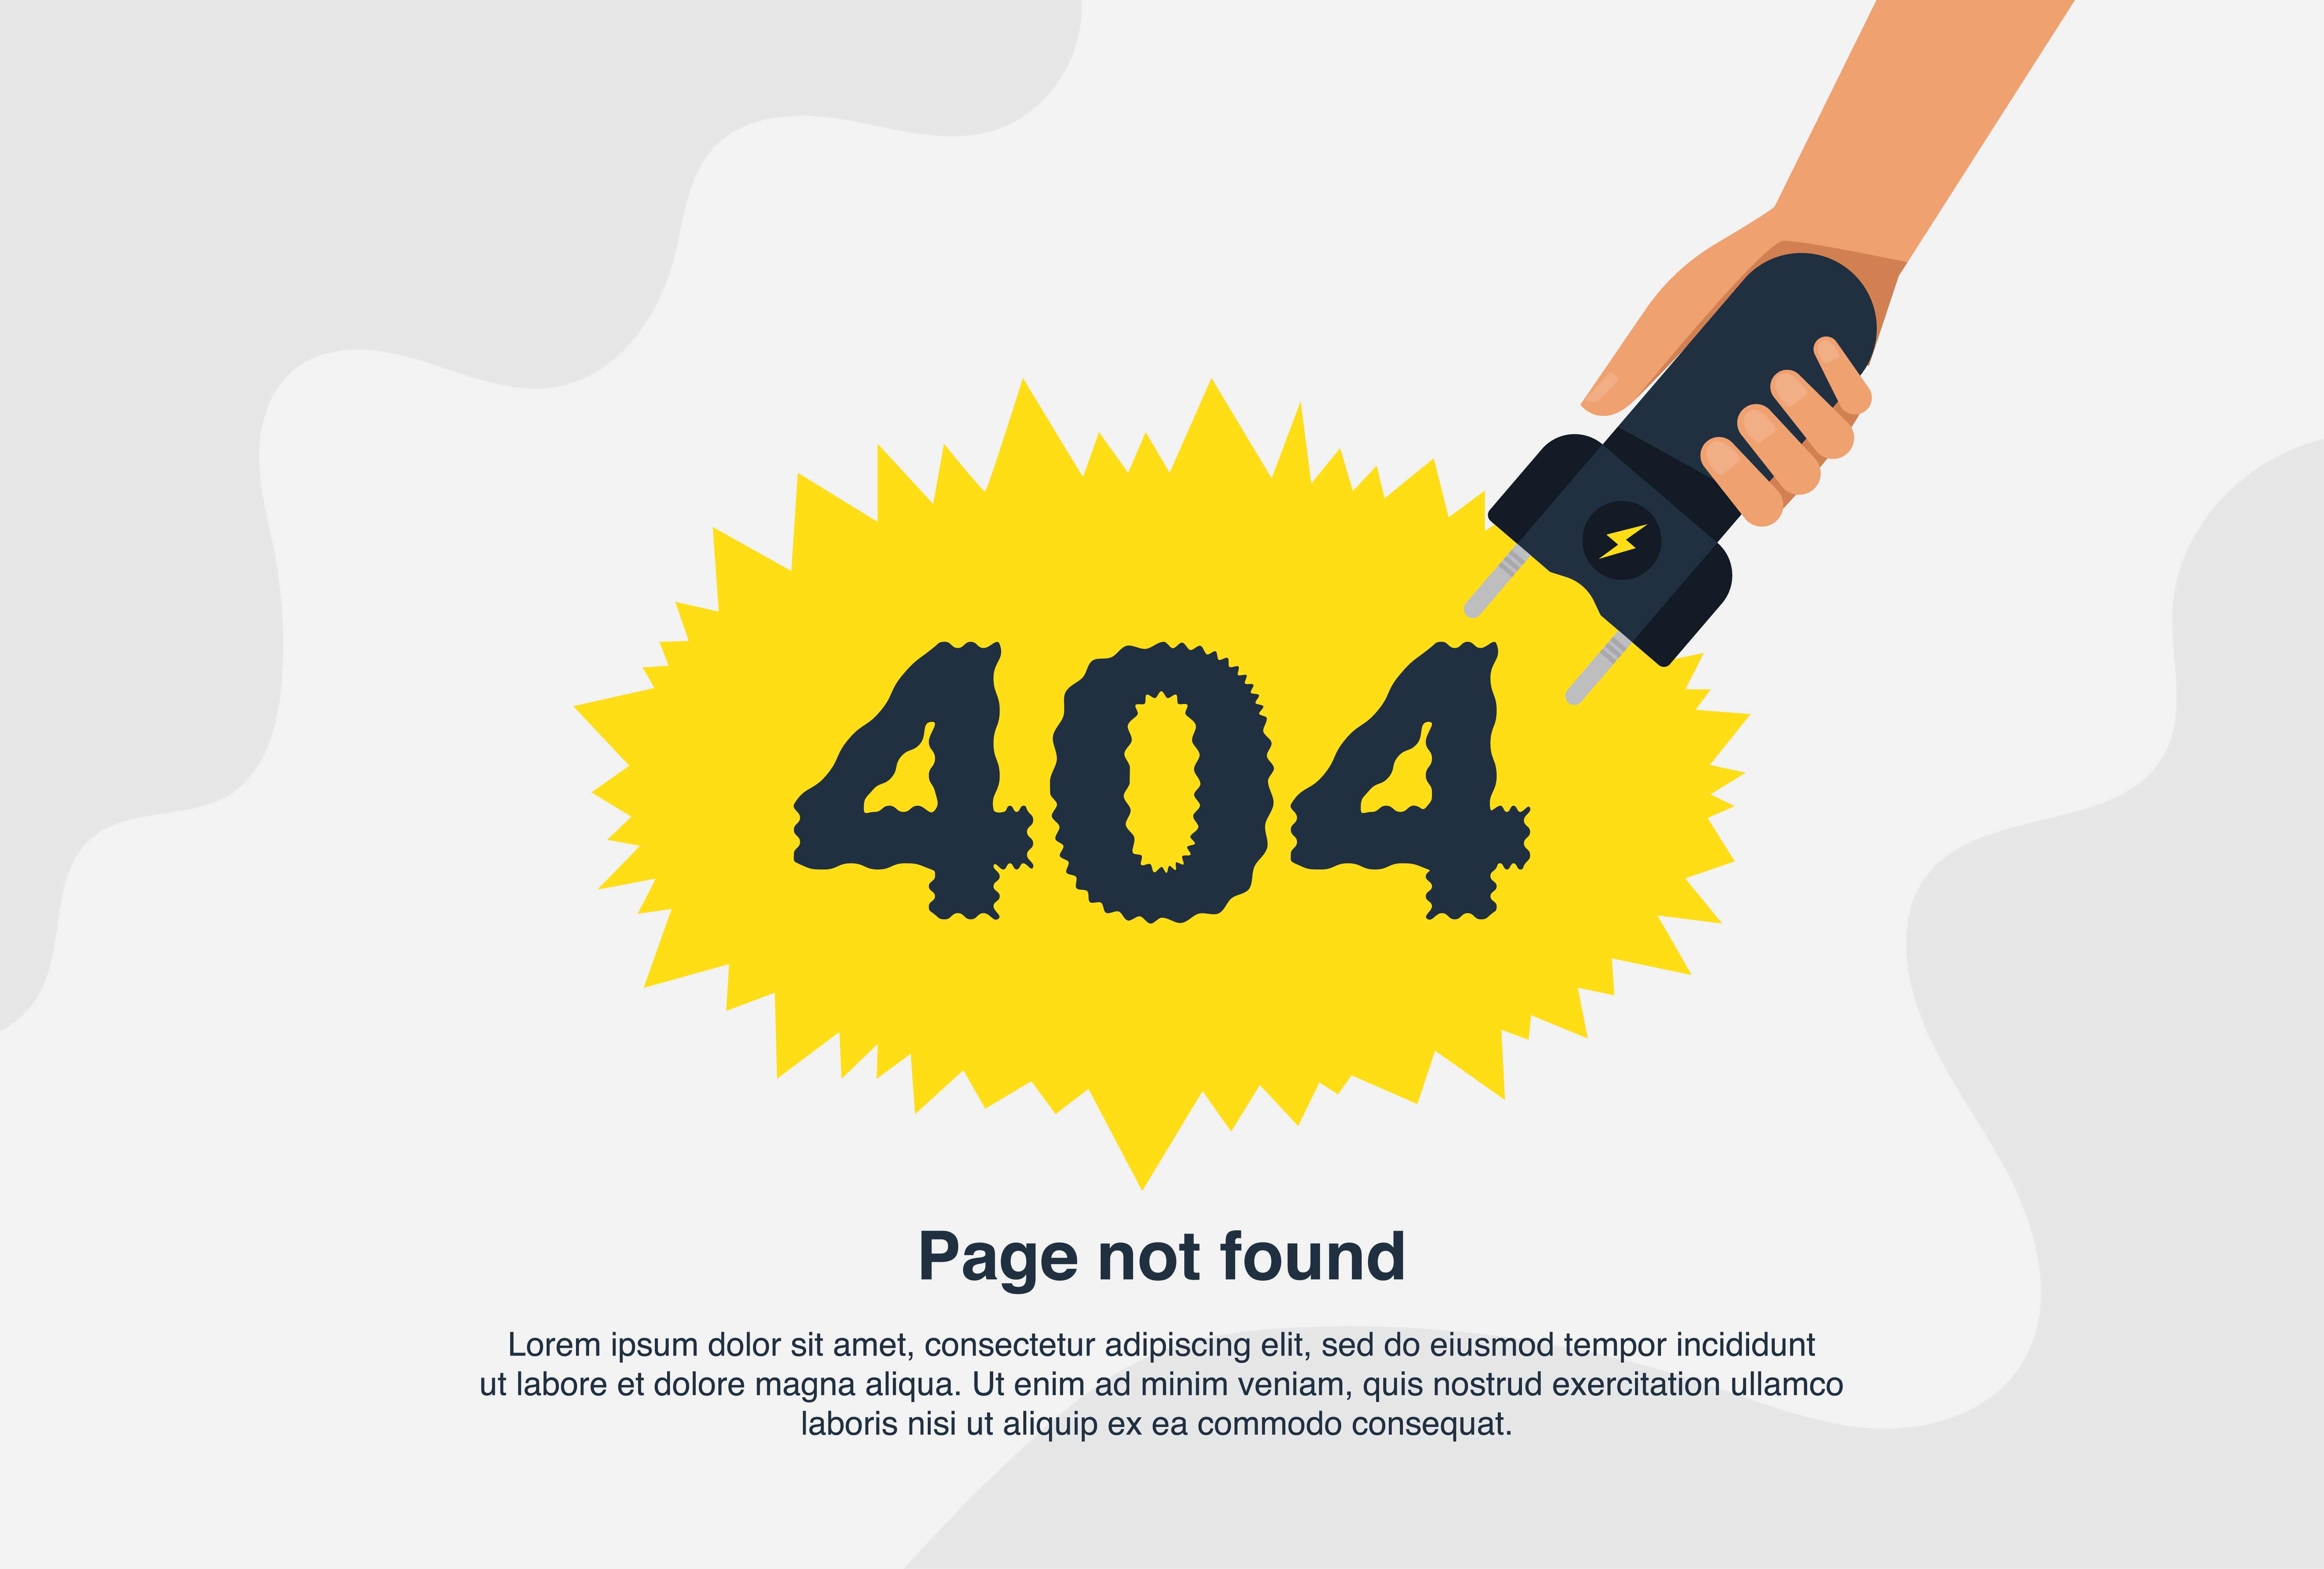 404
Page not found
Lorem ipsum dolor sit amet, consectetur adipiscing elit, sed do eiusmod tempor incididunt
ut labore et dolore magna aliqua. Ut enim ad minim veniam, quis nostrud exercitation ullamco
laboris nisi ut aliquip ex ea commodo consequat.